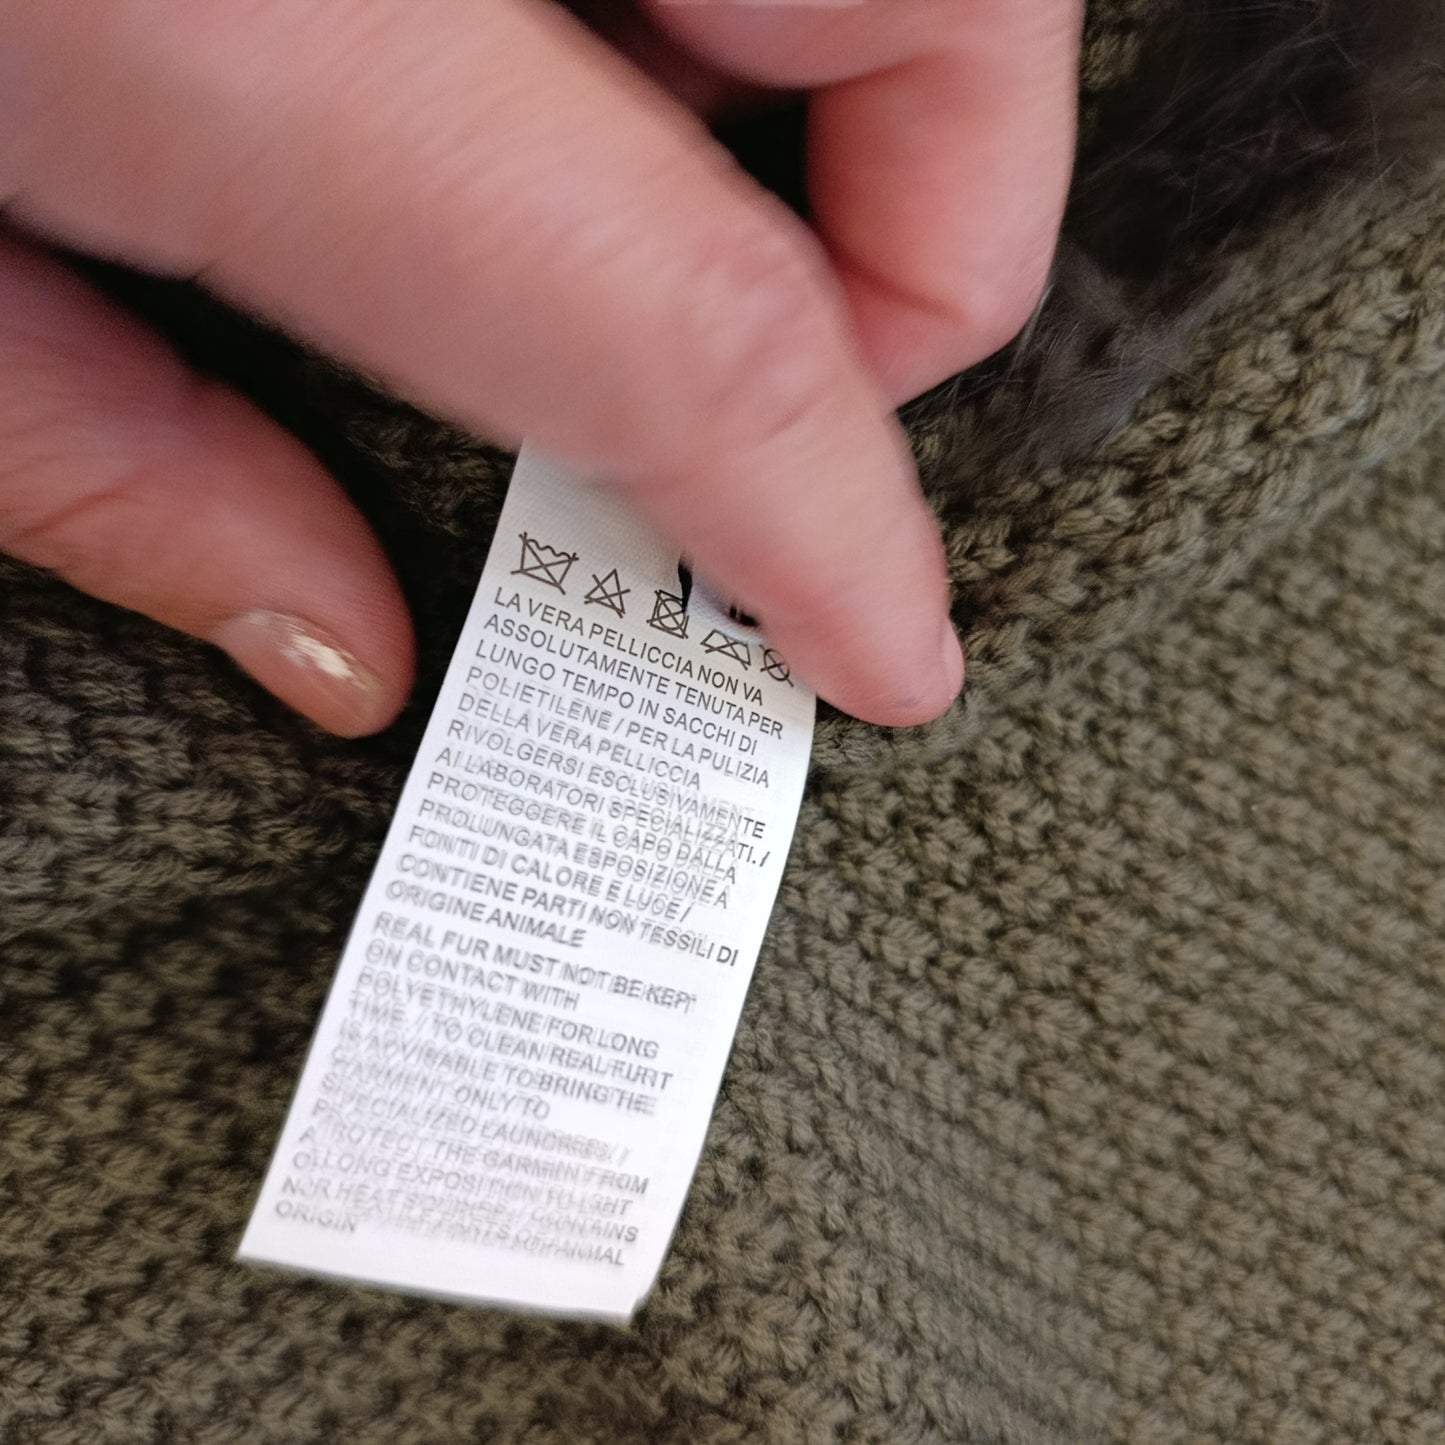 LA VERA PELLICCIA NON VA
ASSOLUTAMENTE TENUTA PER
LUNGO TEMPO IN SACCHI DI
POLIETILENE / PER LA PULIZIA
DELLA VERA PELLICCIA
RIVOLGERSI ESCLUSIVAMENTE
AI LABORATORI SPECIALIZZATI. /
PROTEGGERE IL CAPO DALLA
PROLUNGATA ESPOSIZIONE A
FONTI DI CALORE E LUCE /
CONTIENE PARTI NON TESSILI DI
ORIGINE ANIMALE
REAL FUR MUST NOT BE KEPT
ON CONTACT WITH
POLYETHYLENE FOR LONG
TIME. / TO CLEAN REAL FUR IT
IS ADVISABLE TO BRING THE
GARMENT ONLY TO
SPECIALIZED LAUNDRIES /
PROTECT THE GARMENT FROM
A LONG EXPOSITION TO LIGHT
NOR HEAT SOURCES / CONTAINS
PARTS OF ANIMAL
ORIGIN